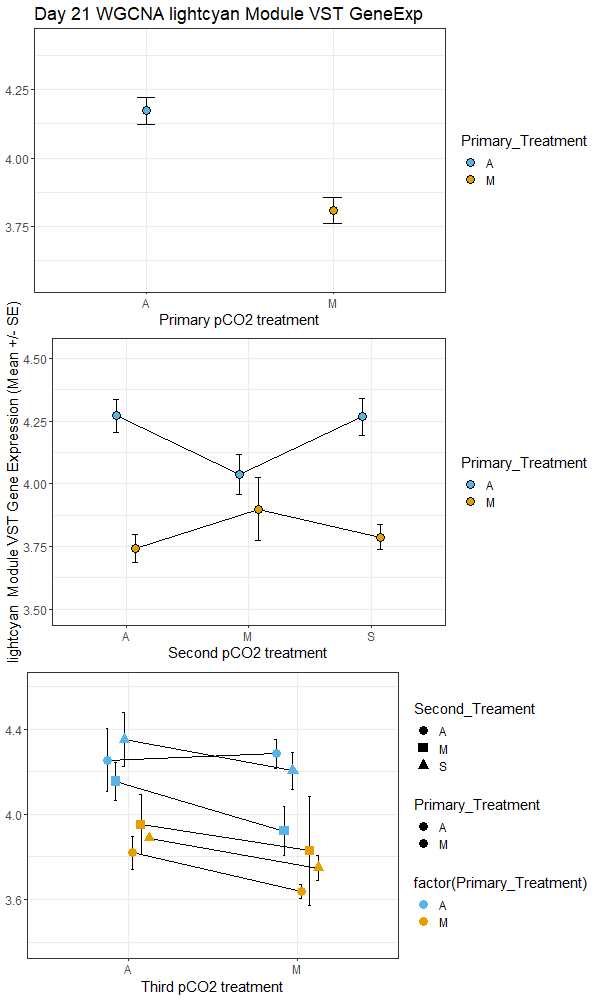 Day 21 WGCNA lightcyan Module VST GeneExp
4.25
4.00
3.75
A
M
Primary pCO2 treatment
Primary_Treatment
A
M
lightcyan  Module VST Gene Expression (Mean +/- SE)
4.50
4.25
4.00
3.75
3.50
A
M
S
Second pCO2 treatment
Primary_Treatment
A
M
4.4
4.0
3.6
A
M
Third pCO2 treatment
Second_Treament
A
M
S
Primary_Treatment
A
M
factor(Primary_Treatment)
A
M